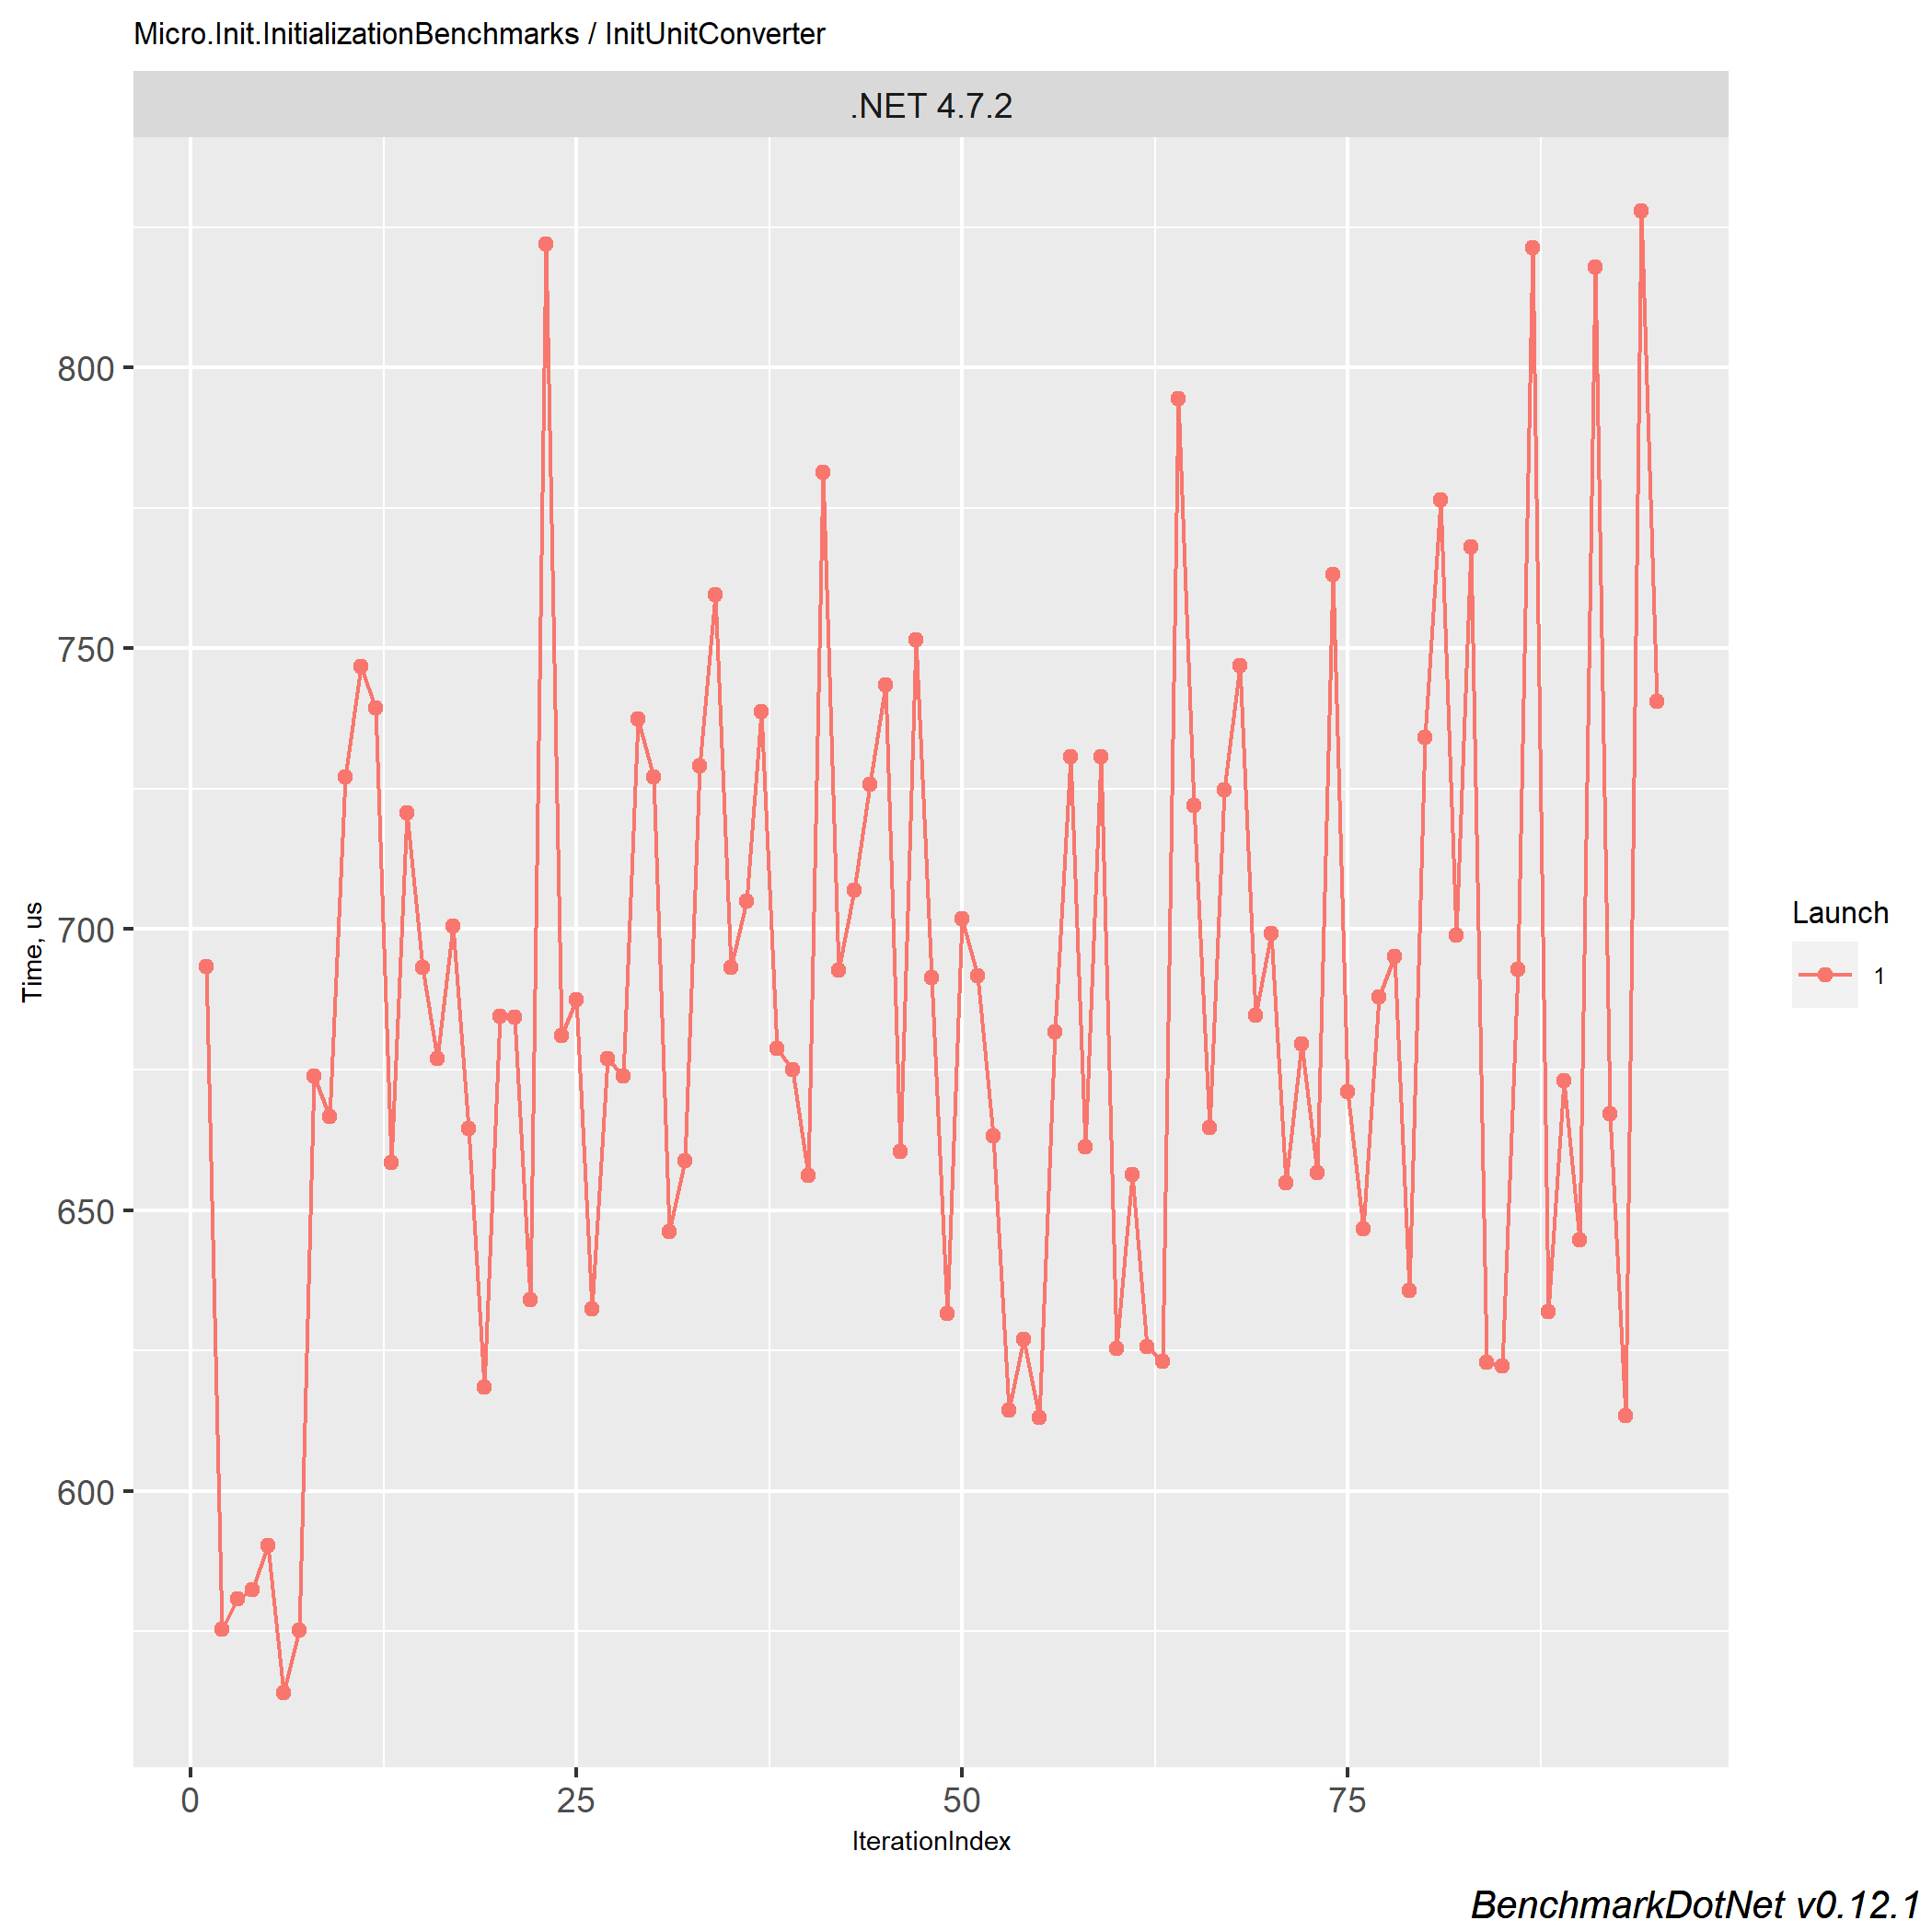 Micro.Init.InitializationBenchmarks / InitUnitConverter
.NET 4.7.2
800
750
700
650
600
Time, us
0 25 50 75
IterationIndex
Launch
1
BenchmarkDotNet v0.12.1